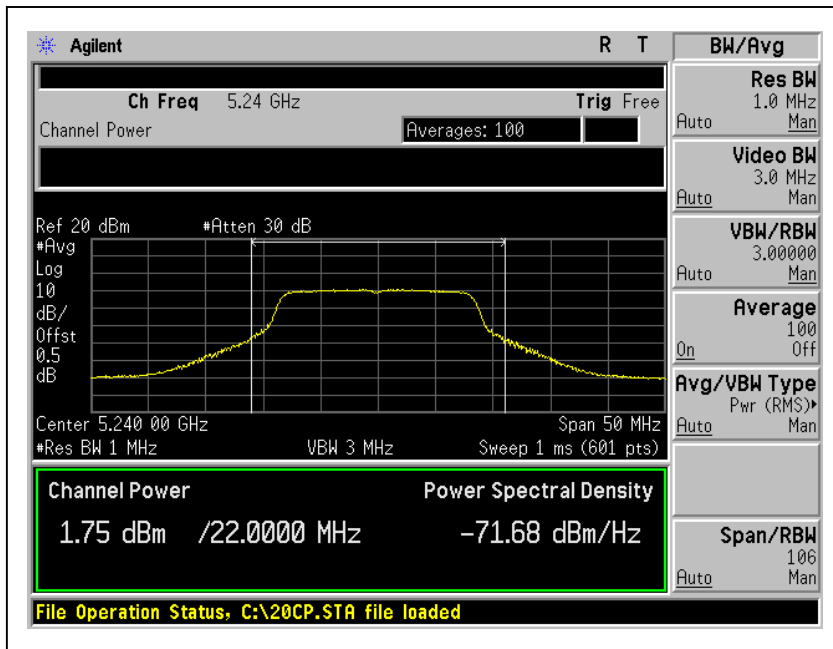 Agilent R T
Ch Freq 5.24 GHz Trig Free
Channel Power Averages: 100
Ref 20 dBm #Atten 30 dB
#Avg
Log
10
dB/
Offst
0.5
dB
Center 5.240 00 GHz Span 50 MHz
#Res BW 1 MHz VBW 3 MHz Sweep 1 ms (601 pts)
Channel Power Power Spectral Density
1.75 dBm /22.0000 MHz -71.68 dBm/Hz
File Operation Status, C:\20CP.STA file loaded
BW/Avg
Res BW
1.0 MHz
Auto Man
Video BW
3.0 MHz
Auto Man
VBW/RBW
3.00000
Auto Man
Average
100
On Off
Avg/VBW Type
Pwr (RMS)▸
Auto Man
Span/RBW
106
Auto Man